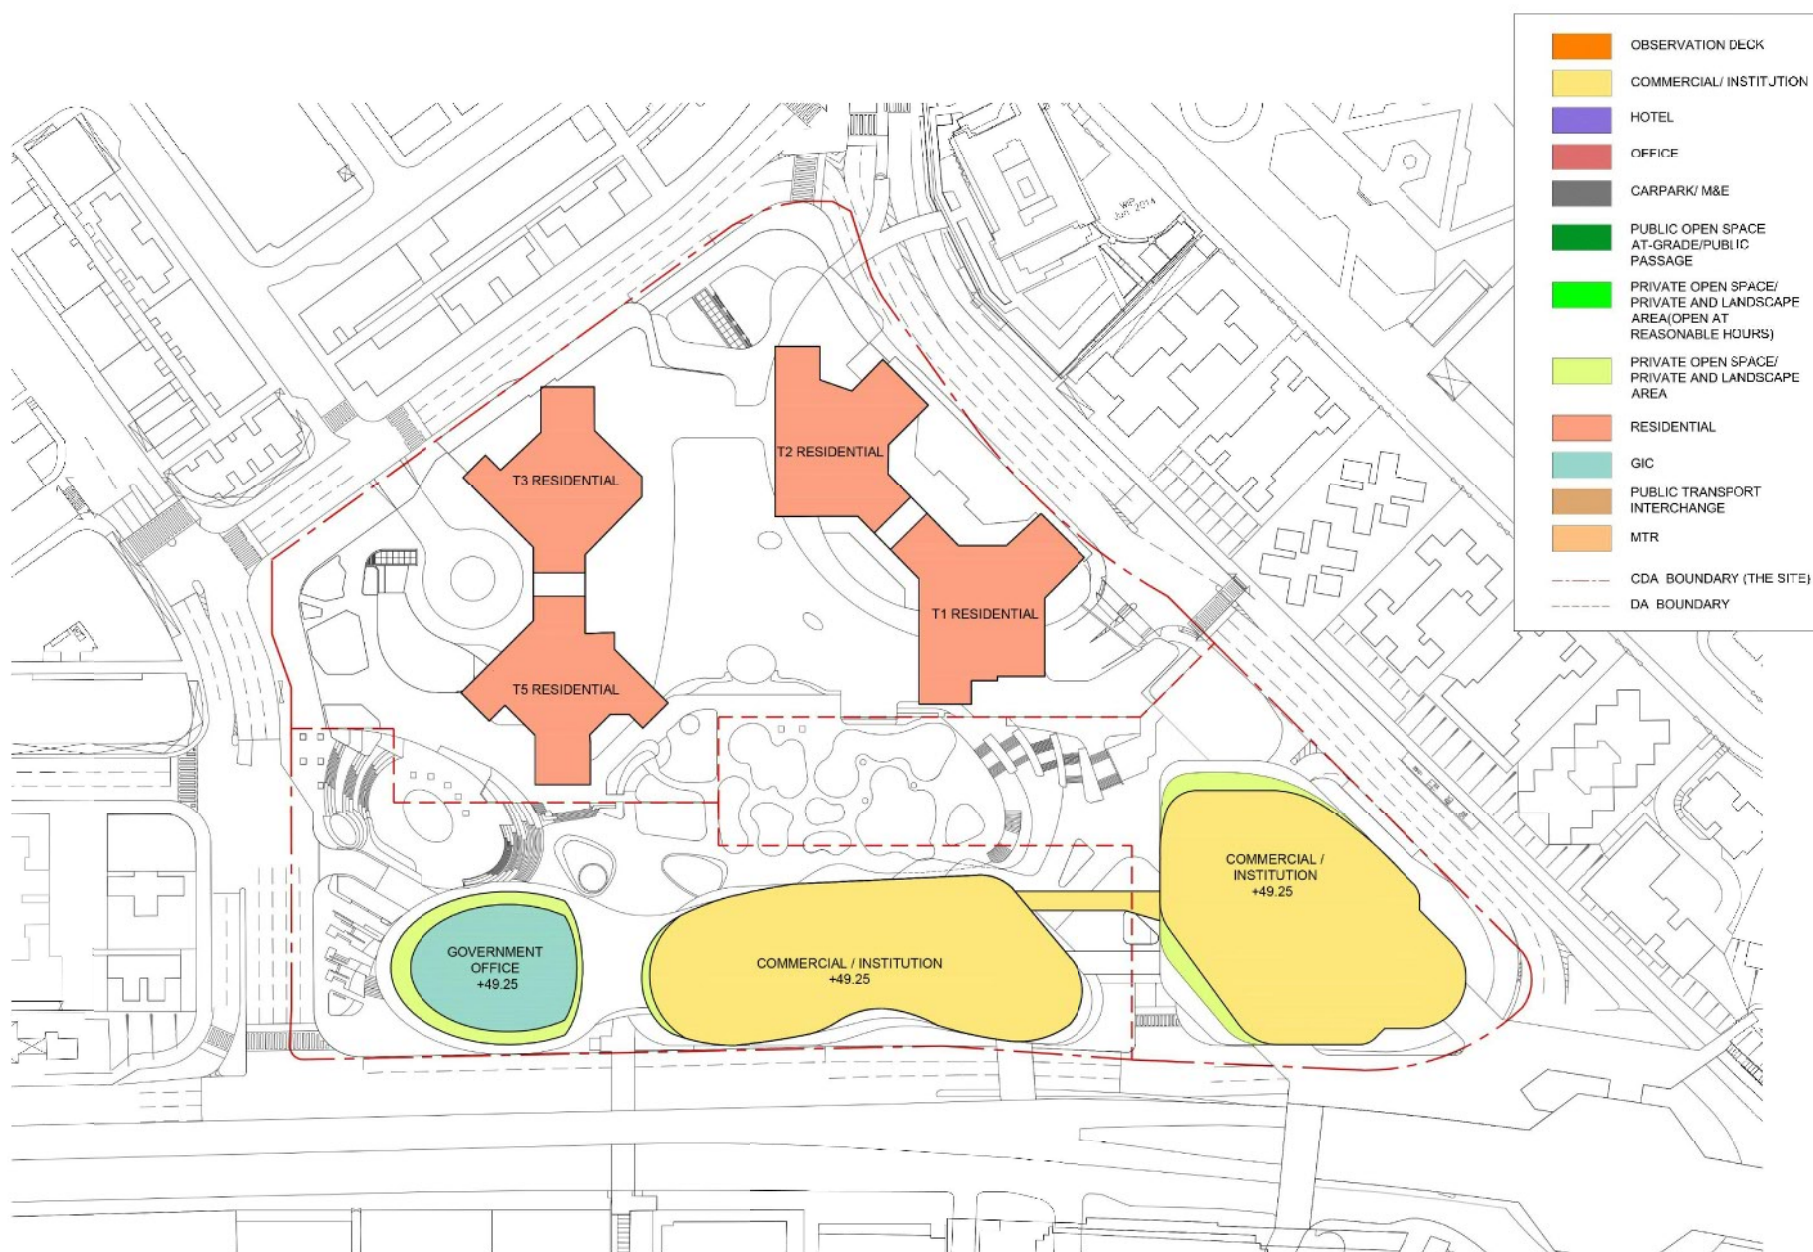 OBSERVATION DECK
COMMERCIAL/ INSTITUTION
HOTEL
OFFICE
CARPARK/ M&E
PUBLIC OPEN SPACE
AT-GRADE/PUBLIC
PASSAGE
PRIVATE OPEN SPACE/
PRIVATE AND LANDSCAPE
AREA(OPEN AT
REASONABLE HOURS)
PRIVATE OPEN SPACE/
PRIVATE AND LANDSCAPE
AREA
RESIDENTIAL
GIC
PUBLIC TRANSPORT
INTERCHANGE
MTR
CDA BOUNDARY (THE SITE)
DA BOUNDARY
WIP
Jun 2014
T2 RESIDENTIAL
T3 RESIDENTIAL
T1 RESIDENTIAL
T5 RESIDENTIAL
COMMERCIAL /
INSTITUTION
+49.25
GOVERNMENT
OFFICE
+49.25
COMMERCIAL / INSTITUTION
+49.25